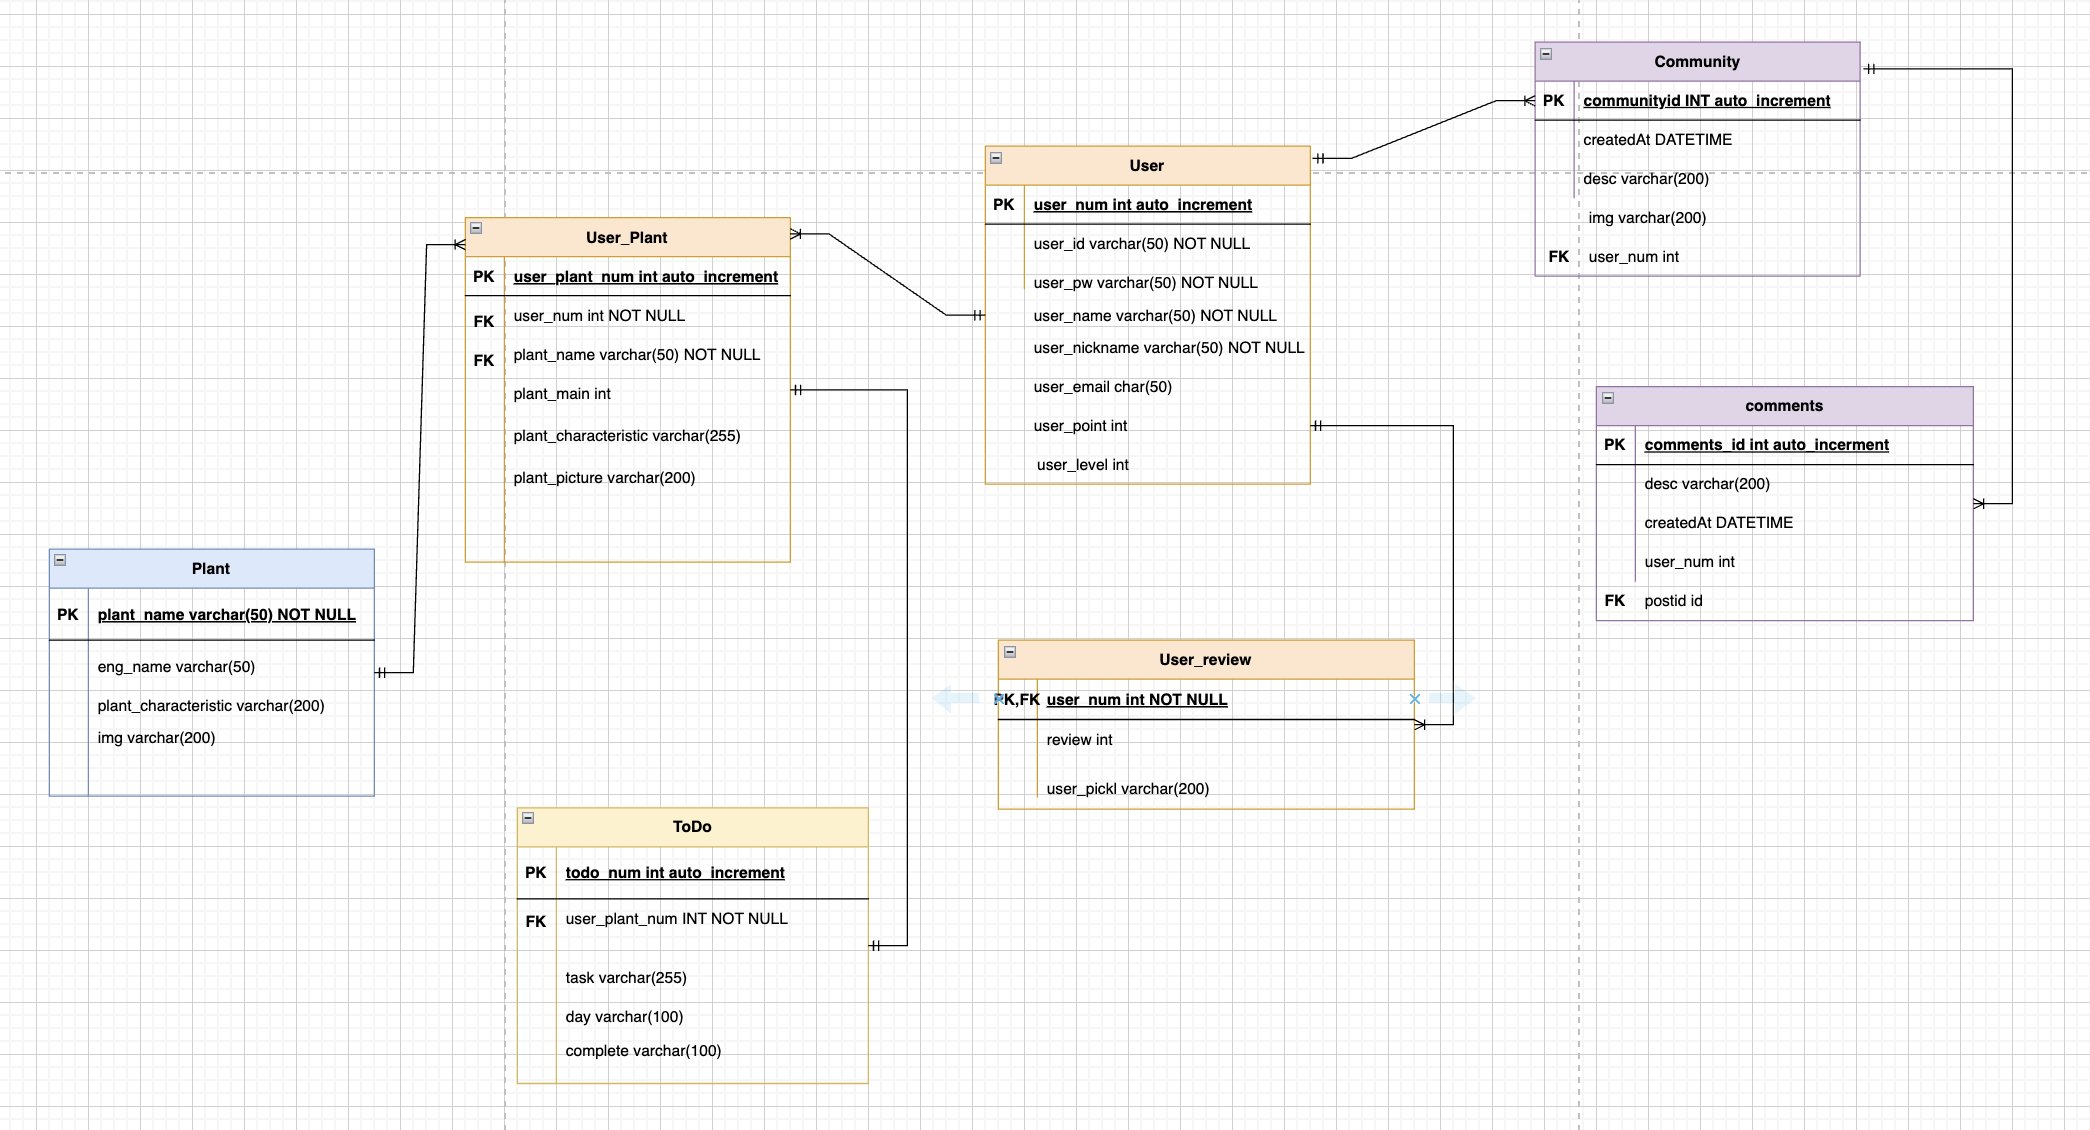 Community
PK communityid INT auto_increment
createdAt DATETIME
desc varchar(200)
img varchar(200)
FK user_num int
User
PK user_num int auto_increment
user_id varchar(50) NOT NULL
user_pw varchar(50) NOT NULL
user_name varchar(50) NOT NULL
user_nickname varchar(50) NOT NULL
user_email char(50)
user_point int
user_level int
User_Plant
PK user_plant_num int auto_increment
FK user_num int NOT NULL
FK plant_name varchar(50) NOT NULL
plant_main int
plant_characteristic varchar(255)
plant_picture varchar(200)
comments
PK comments_id int auto_incerment
desc varchar(200)
createdAt DATETIME
user_num int
FK postid id
Plant
PK plant_name varchar(50) NOT NULL
eng_name varchar(50)
plant_characteristic varchar(200)
img varchar(200)
User_review
PK,FK user_num int NOT NULL
review int
user_pickl varchar(200)
ToDo
PK todo_num int auto_increment
FK user_plant_num INT NOT NULL
task varchar(255)
day varchar(100)
complete varchar(100)